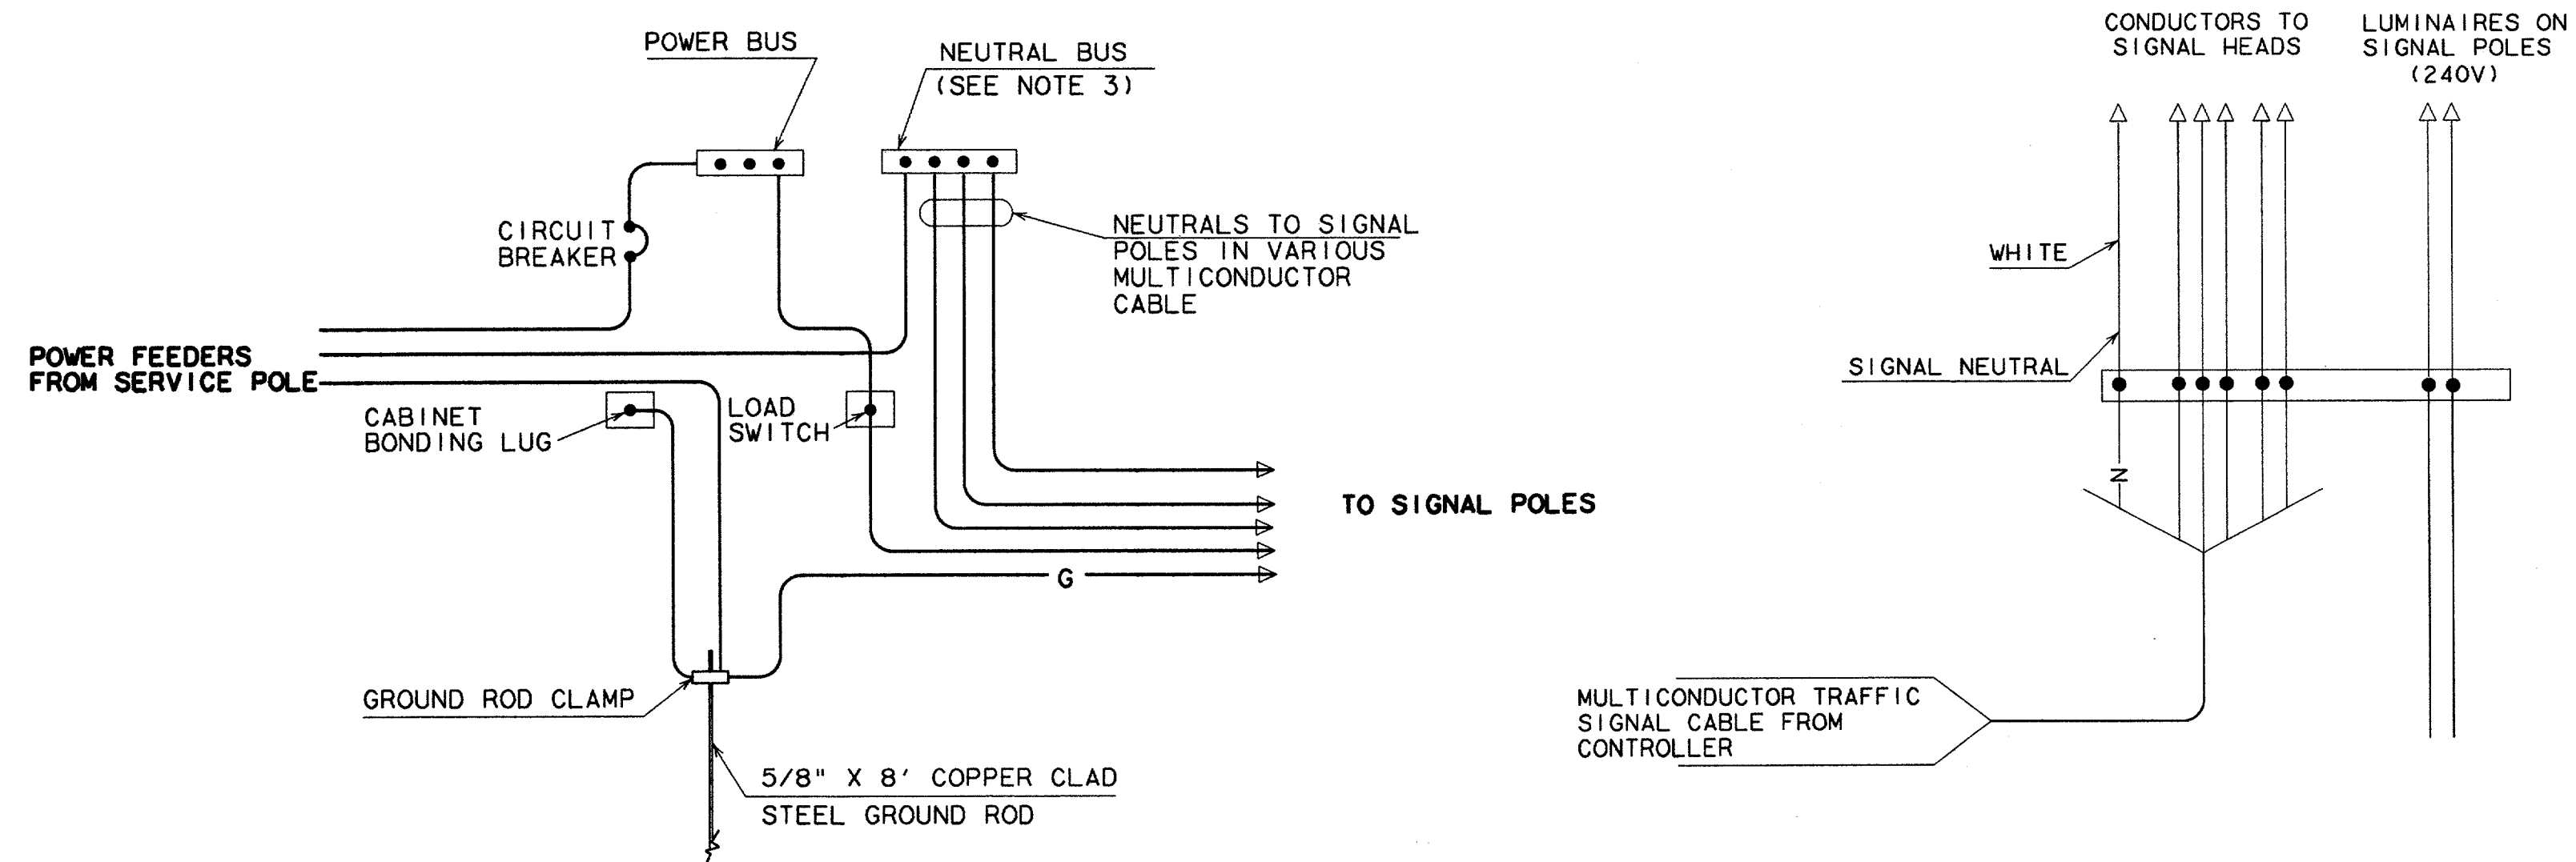 POWER BUS
NEUTRAL BUS
(SEE NOTE 3)
CIRCUIT
BREAKER
NEUTRALS TO SIGNAL
POLES IN VARIOUS
MULTICONDUCTOR
CABLE
POWER FEEDERS
FROM SERVICE POLE
CABINET
BONDING LUG
LOAD
SWITCH
TO SIGNAL POLES
G
GROUND ROD CLAMP
5/8" X 8' COPPER CLAD
STEEL GROUND ROD
CONDUCTORS TO
SIGNAL HEADS
LUMINAIRES ON
SIGNAL POLES
(240V)
WHITE
SIGNAL NEUTRAL
N
MULTICONDUCTOR TRAFFIC
SIGNAL CABLE FROM
CONTROLLER